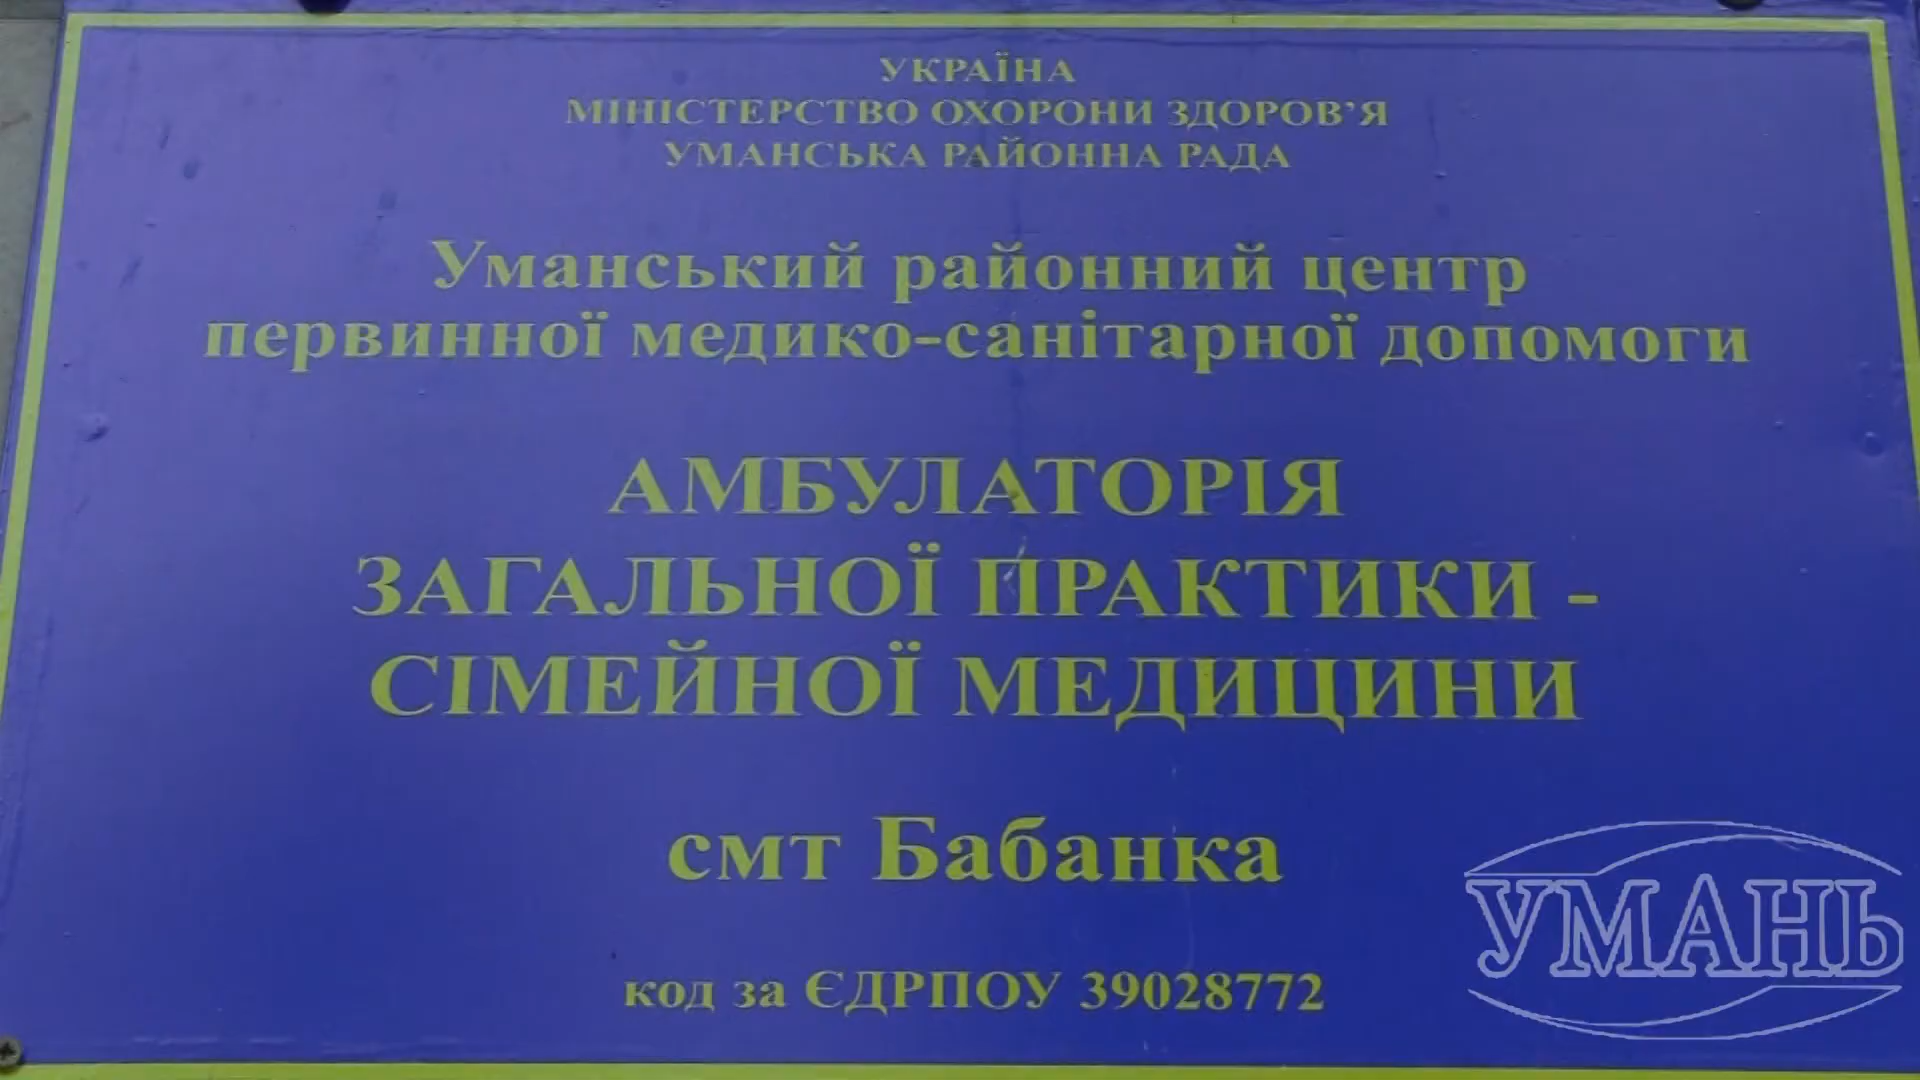 УКРАЇНА
МІНІСТЕРСТВО ОХОРОНИ ЗДОРОВ’Я
УМАНСЬКА РАЙОННА РАДА
Уманський районний центр
первинної медико-санітарної допомоги
АМБУЛАТОРІЯ
ЗАГАЛЬНОЇ ПРАКТИКИ -
СІМЕЙНОЇ МЕДИЦИНИ
смт Бабанка
код за ЄДРПОУ 39028772
УМАНЬ